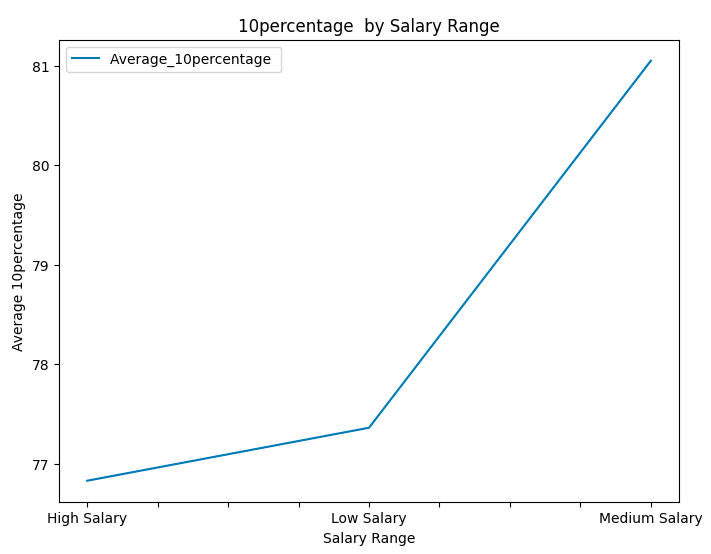 10percentage  by Salary Range
Average_10percentage
81
80
79
78
77
Average 10percentage
High Salary
Low Salary
Medium Salary
Salary Range